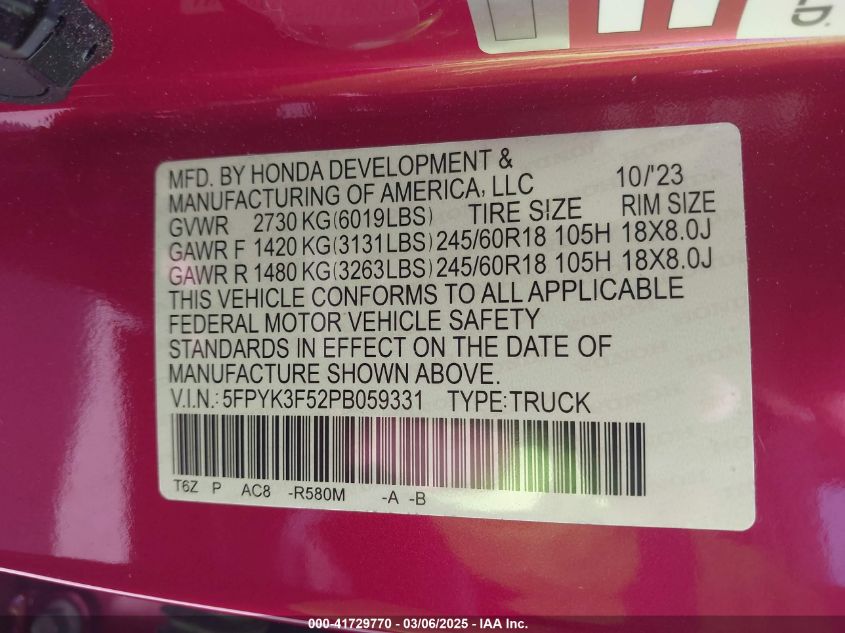 D.
MFD. BY HONDA DEVELOPMENT &
MANUFACTURING OF AMERICA, LLC 10/'23
GVWR 2730 KG(6019LBS) TIRE SIZE RIM SIZE
GAWR F 1420 KG(3131LBS) 245/60R18 105H 18X8.0J
GAWR R 1480 KG(3263LBS) 245/60R18 105H 18X8.0J
THIS VEHICLE CONFORMS TO ALL APPLICABLE
FEDERAL MOTOR VEHICLE SAFETY
STANDARDS IN EFFECT ON THE DATE OF
MANUFACTURE SHOWN ABOVE.
V.I.N.: 5FPYK3F52PB059331 TYPE:TRUCK
T6Z P AC8 -R580M -A -B
000-41729770 - 03/06/2025 - IAA Inc.